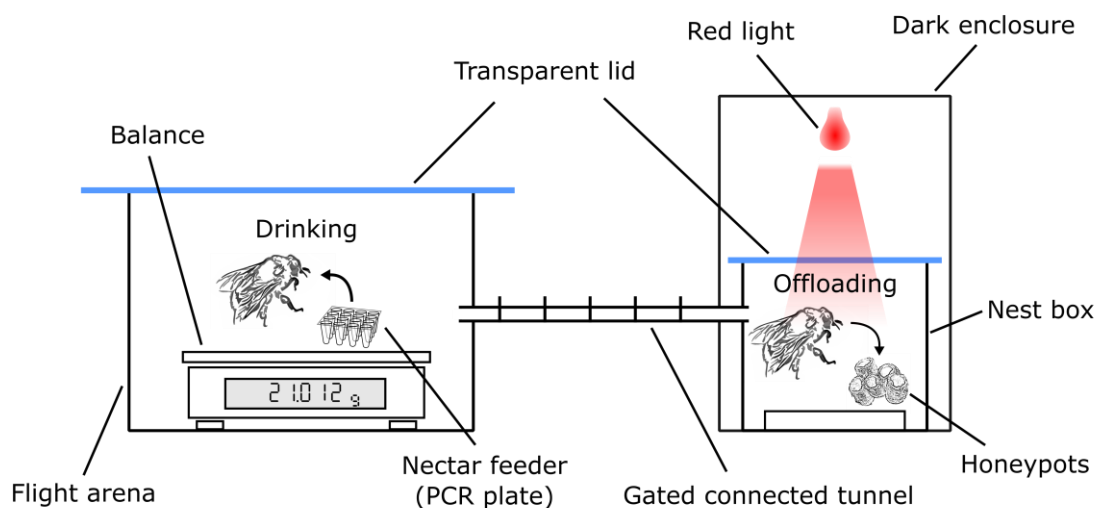 Red light
Dark enclosure
Transparent lid
Balance
Drinking
Offloading
Nest box
21.012 g
Nectar feeder
(PCR plate)
Honeypots
Flight arena
Gated connected tunnel